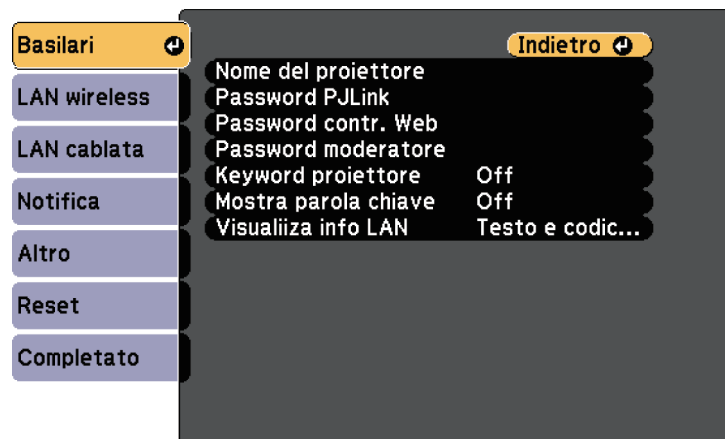 Basilari
LAN wireless
LAN cablata
Notifica
Altro
Reset
Completato
Indietro
Nome del proiettore
Password PJLink
Password contr. Web
Password moderatore
Keyword proiettore Off
Mostra parola chiave Off
Visualiiza info LAN Testo e codic...